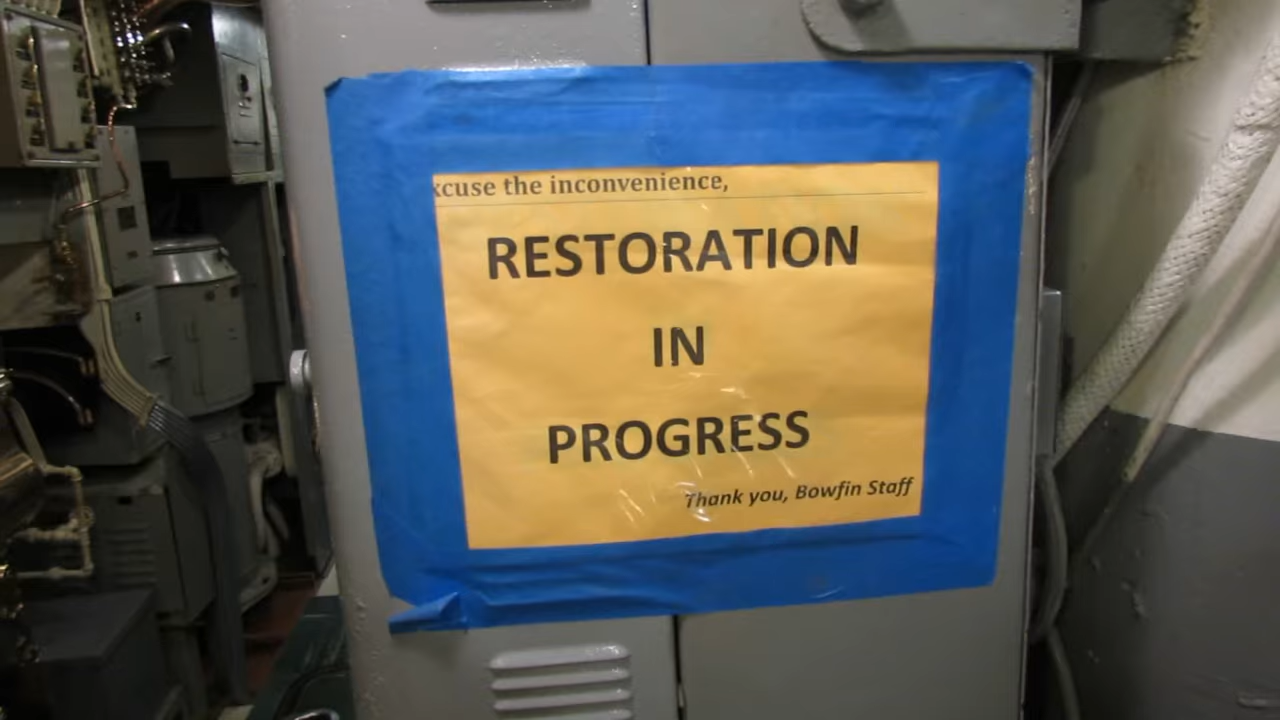 xcuse the inconvenience,
RESTORATION
IN
PROGRESS
Thank you, Bowfin Staff